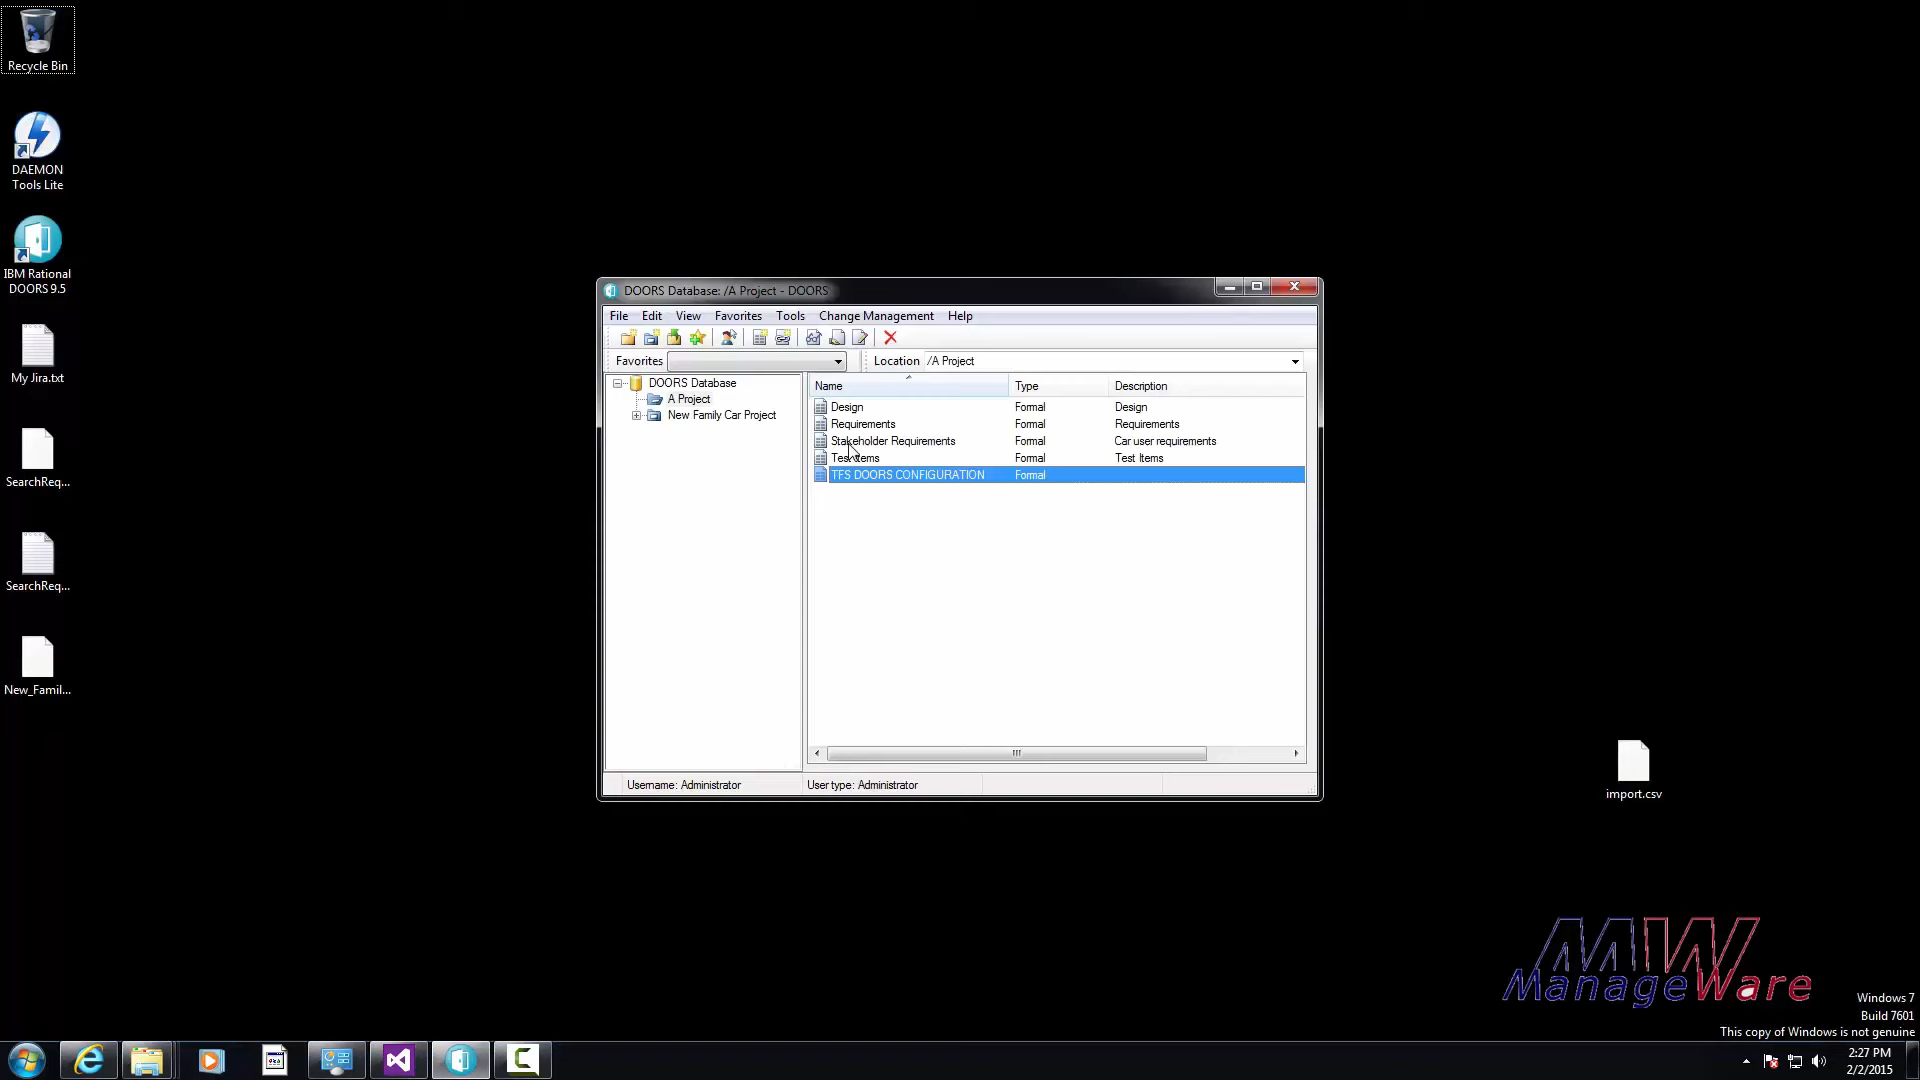 Recycle Bin
DAEMON
Tools Lite
IBM Rational
DOORS 9.5
My Jira.txt
SearchReq...
SearchReq...
New_Famil...
DOORS Database: /A Project - DOORS
File Edit View Favorites Tools Change Management Help
Favorites Location /A Project
DOORS Database
A Project
New Family Car Project
Name Type Description
Design Formal Design
Requirements Formal Requirements
Stakeholder Requirements Formal Car user requirements
Test Items Formal Test Items
TFS DOORS CONFIGURATION Formal
Username: Administrator User type: Administrator
import.csv
MW
ManageWare
Windows 7
Build 7601
This copy of Windows is not genuine
2:27 PM
2/2/2015